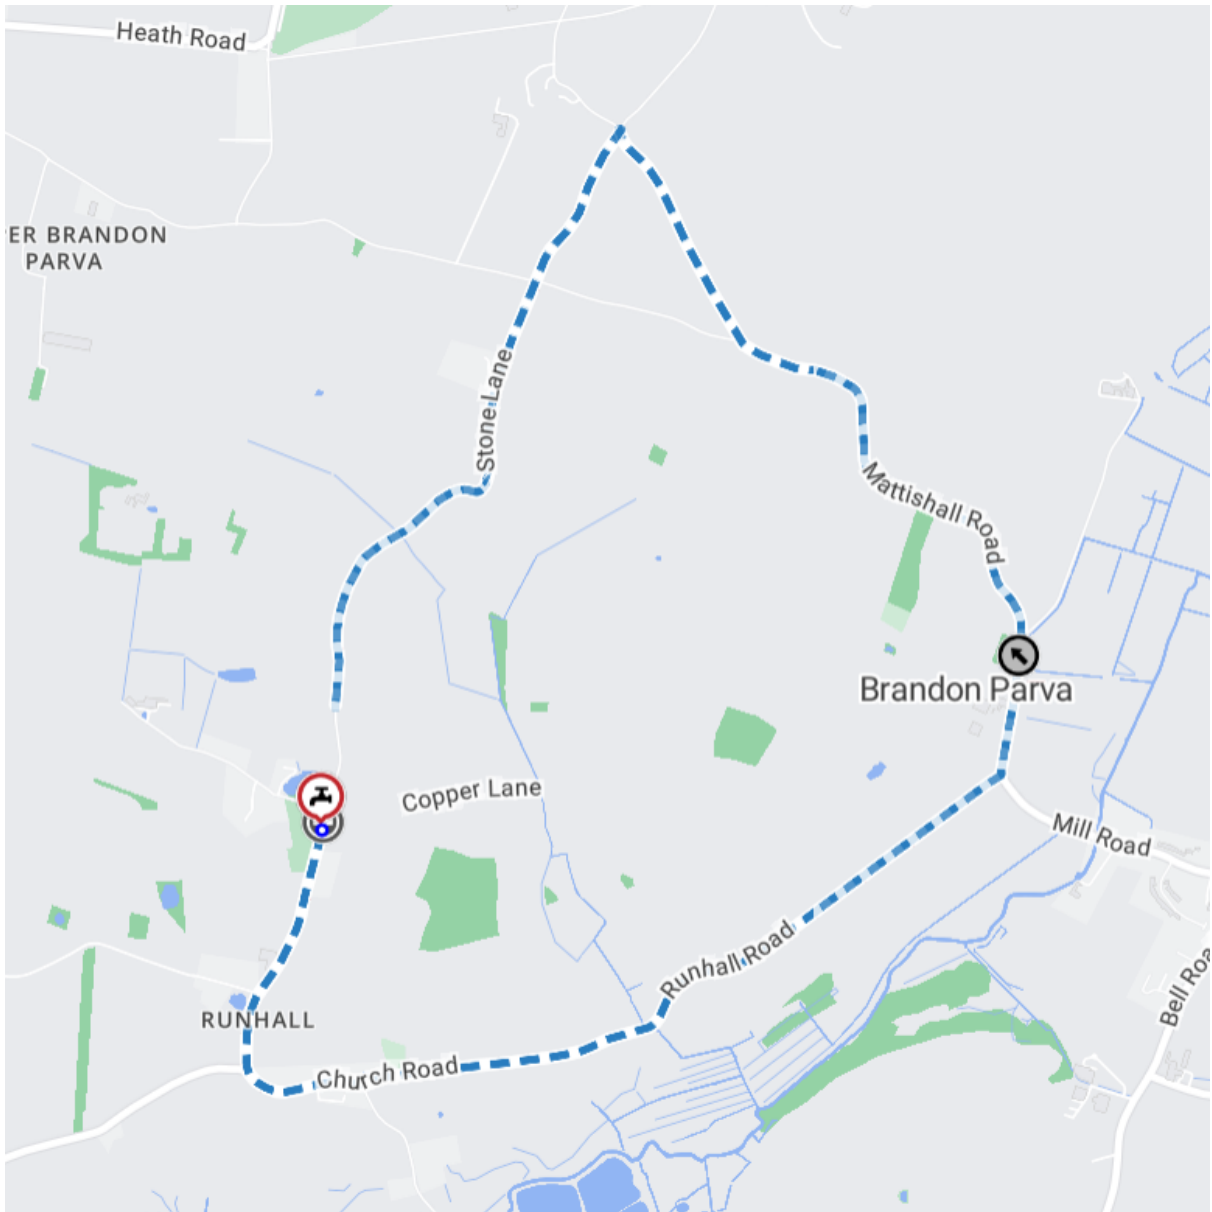 Heath Road
ER BRANDON
PARVA
Stone Lane
Mattishall Road
Brandon Parva
Copper Lane
Mill Road
Runhall Road
Bell Roa
RUNHALL
Church Road